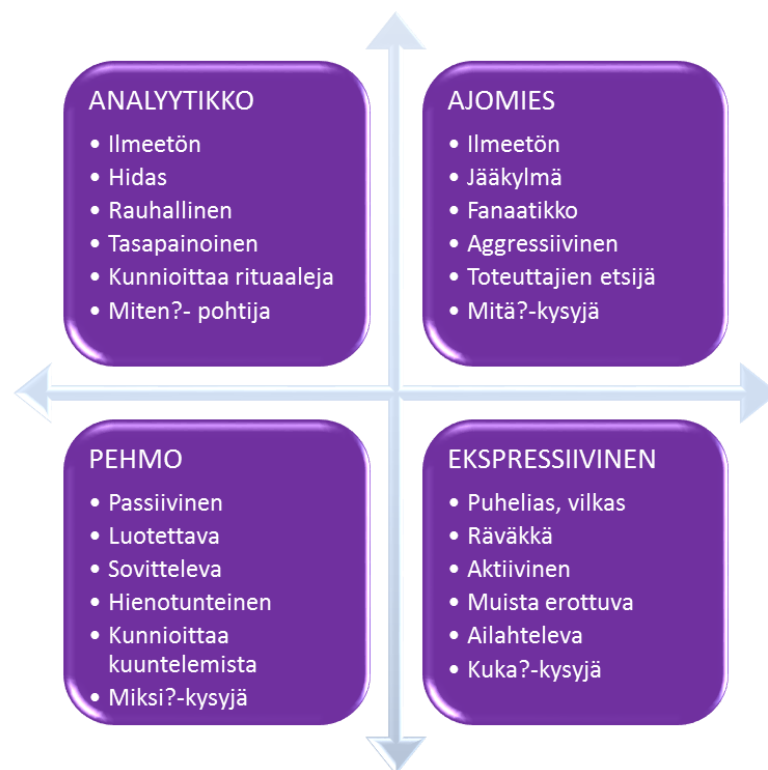 ANALYYTIKKO
• Ilmeetön
• Hidas
• Rauhallinen
• Tasapainoinen
• Kunnioittaa rituaaleja
• Miten?- pohtija
AJOMIES
• Ilmeetön
• Jääkylmä
• Fanaatikko
• Aggressiivinen
• Toteuttajien etsijä
• Mitä?-kysyjä
PEHMO
• Passiivinen
• Luotettava
• Sovitteleva
• Hienotunteinen
• Kunnioittaa
kuuntelemista
• Miksi?-kysyjä
EKSPRESSIIVINEN
• Puhelias, vilkas
• Räväkkä
• Aktiivinen
• Muista erottuva
• Ailahteleva
• Kuka?-kysyjä